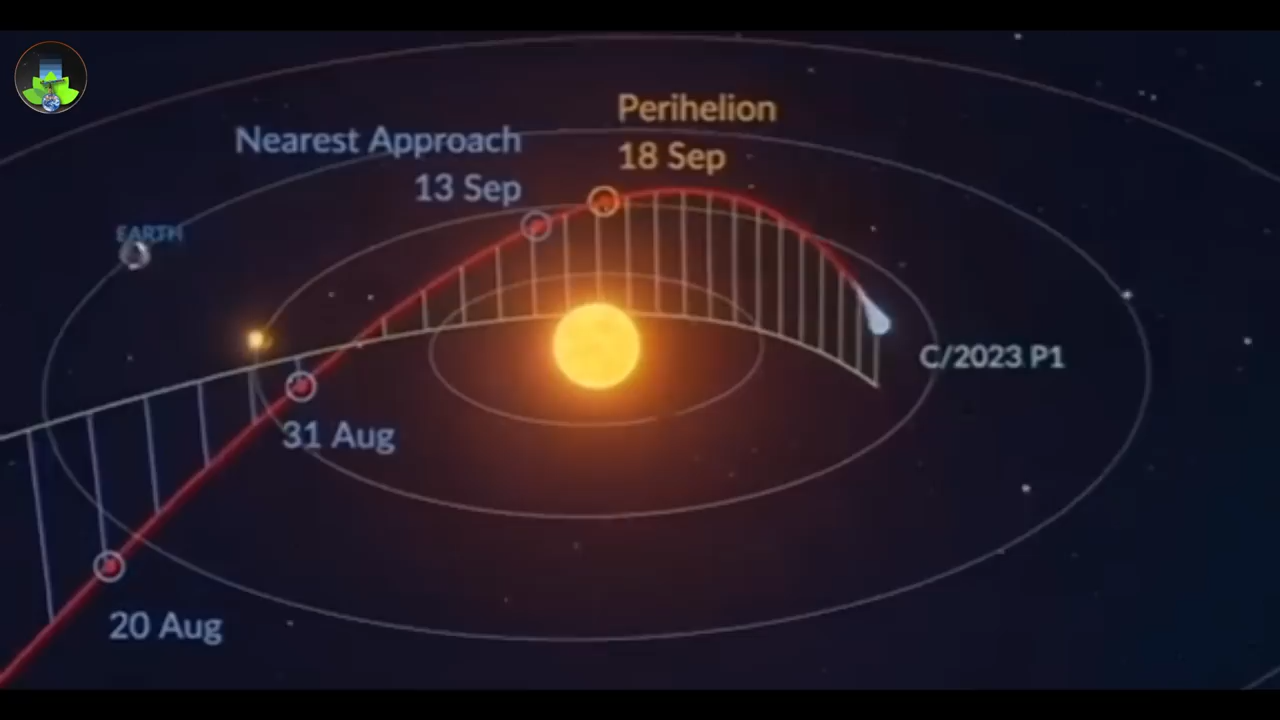 Perihelion
18 Sep
Nearest Approach
13 Sep
EARTH
C/2023 P1
31 Aug
20 Aug